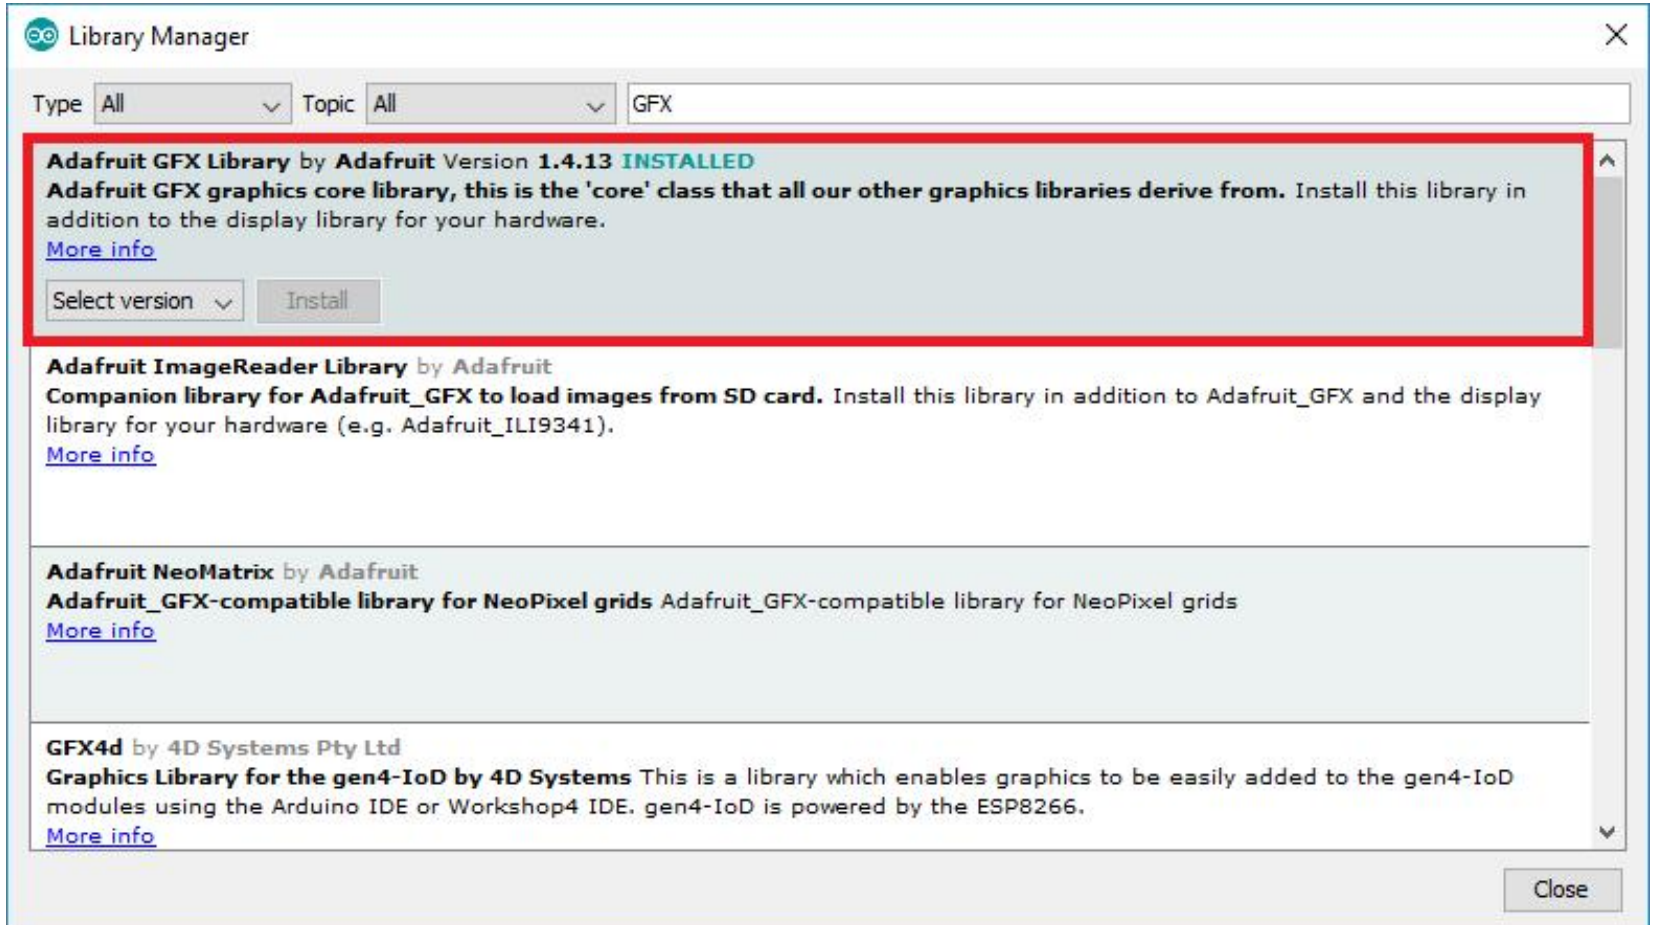 Library Manager
Type All Topic All GFX
Adafruit GFX Library by Adafruit Version 1.4.13 INSTALLED
Adafruit GFX graphics core library, this is the 'core' class that all our other graphics libraries derive from. Install this library in
addition to the display library for your hardware.
More info
Select version Install
Adafruit ImageReader Library by Adafruit
Companion library for Adafruit_GFX to load images from SD card. Install this library in addition to Adafruit_GFX and the display
library for your hardware (e.g. Adafruit_ILI9341).
More info
Adafruit NeoMatrix by Adafruit
Adafruit_GFX-compatible library for NeoPixel grids Adafruit_GFX-compatible library for NeoPixel grids
More info
GFX4d by 4D Systems Pty Ltd
Graphics Library for the gen4-IoD by 4D Systems This is a library which enables graphics to be easily added to the gen4-IoD
modules using the Arduino IDE or Workshop4 IDE. gen4-IoD is powered by the ESP8266.
More info
Close